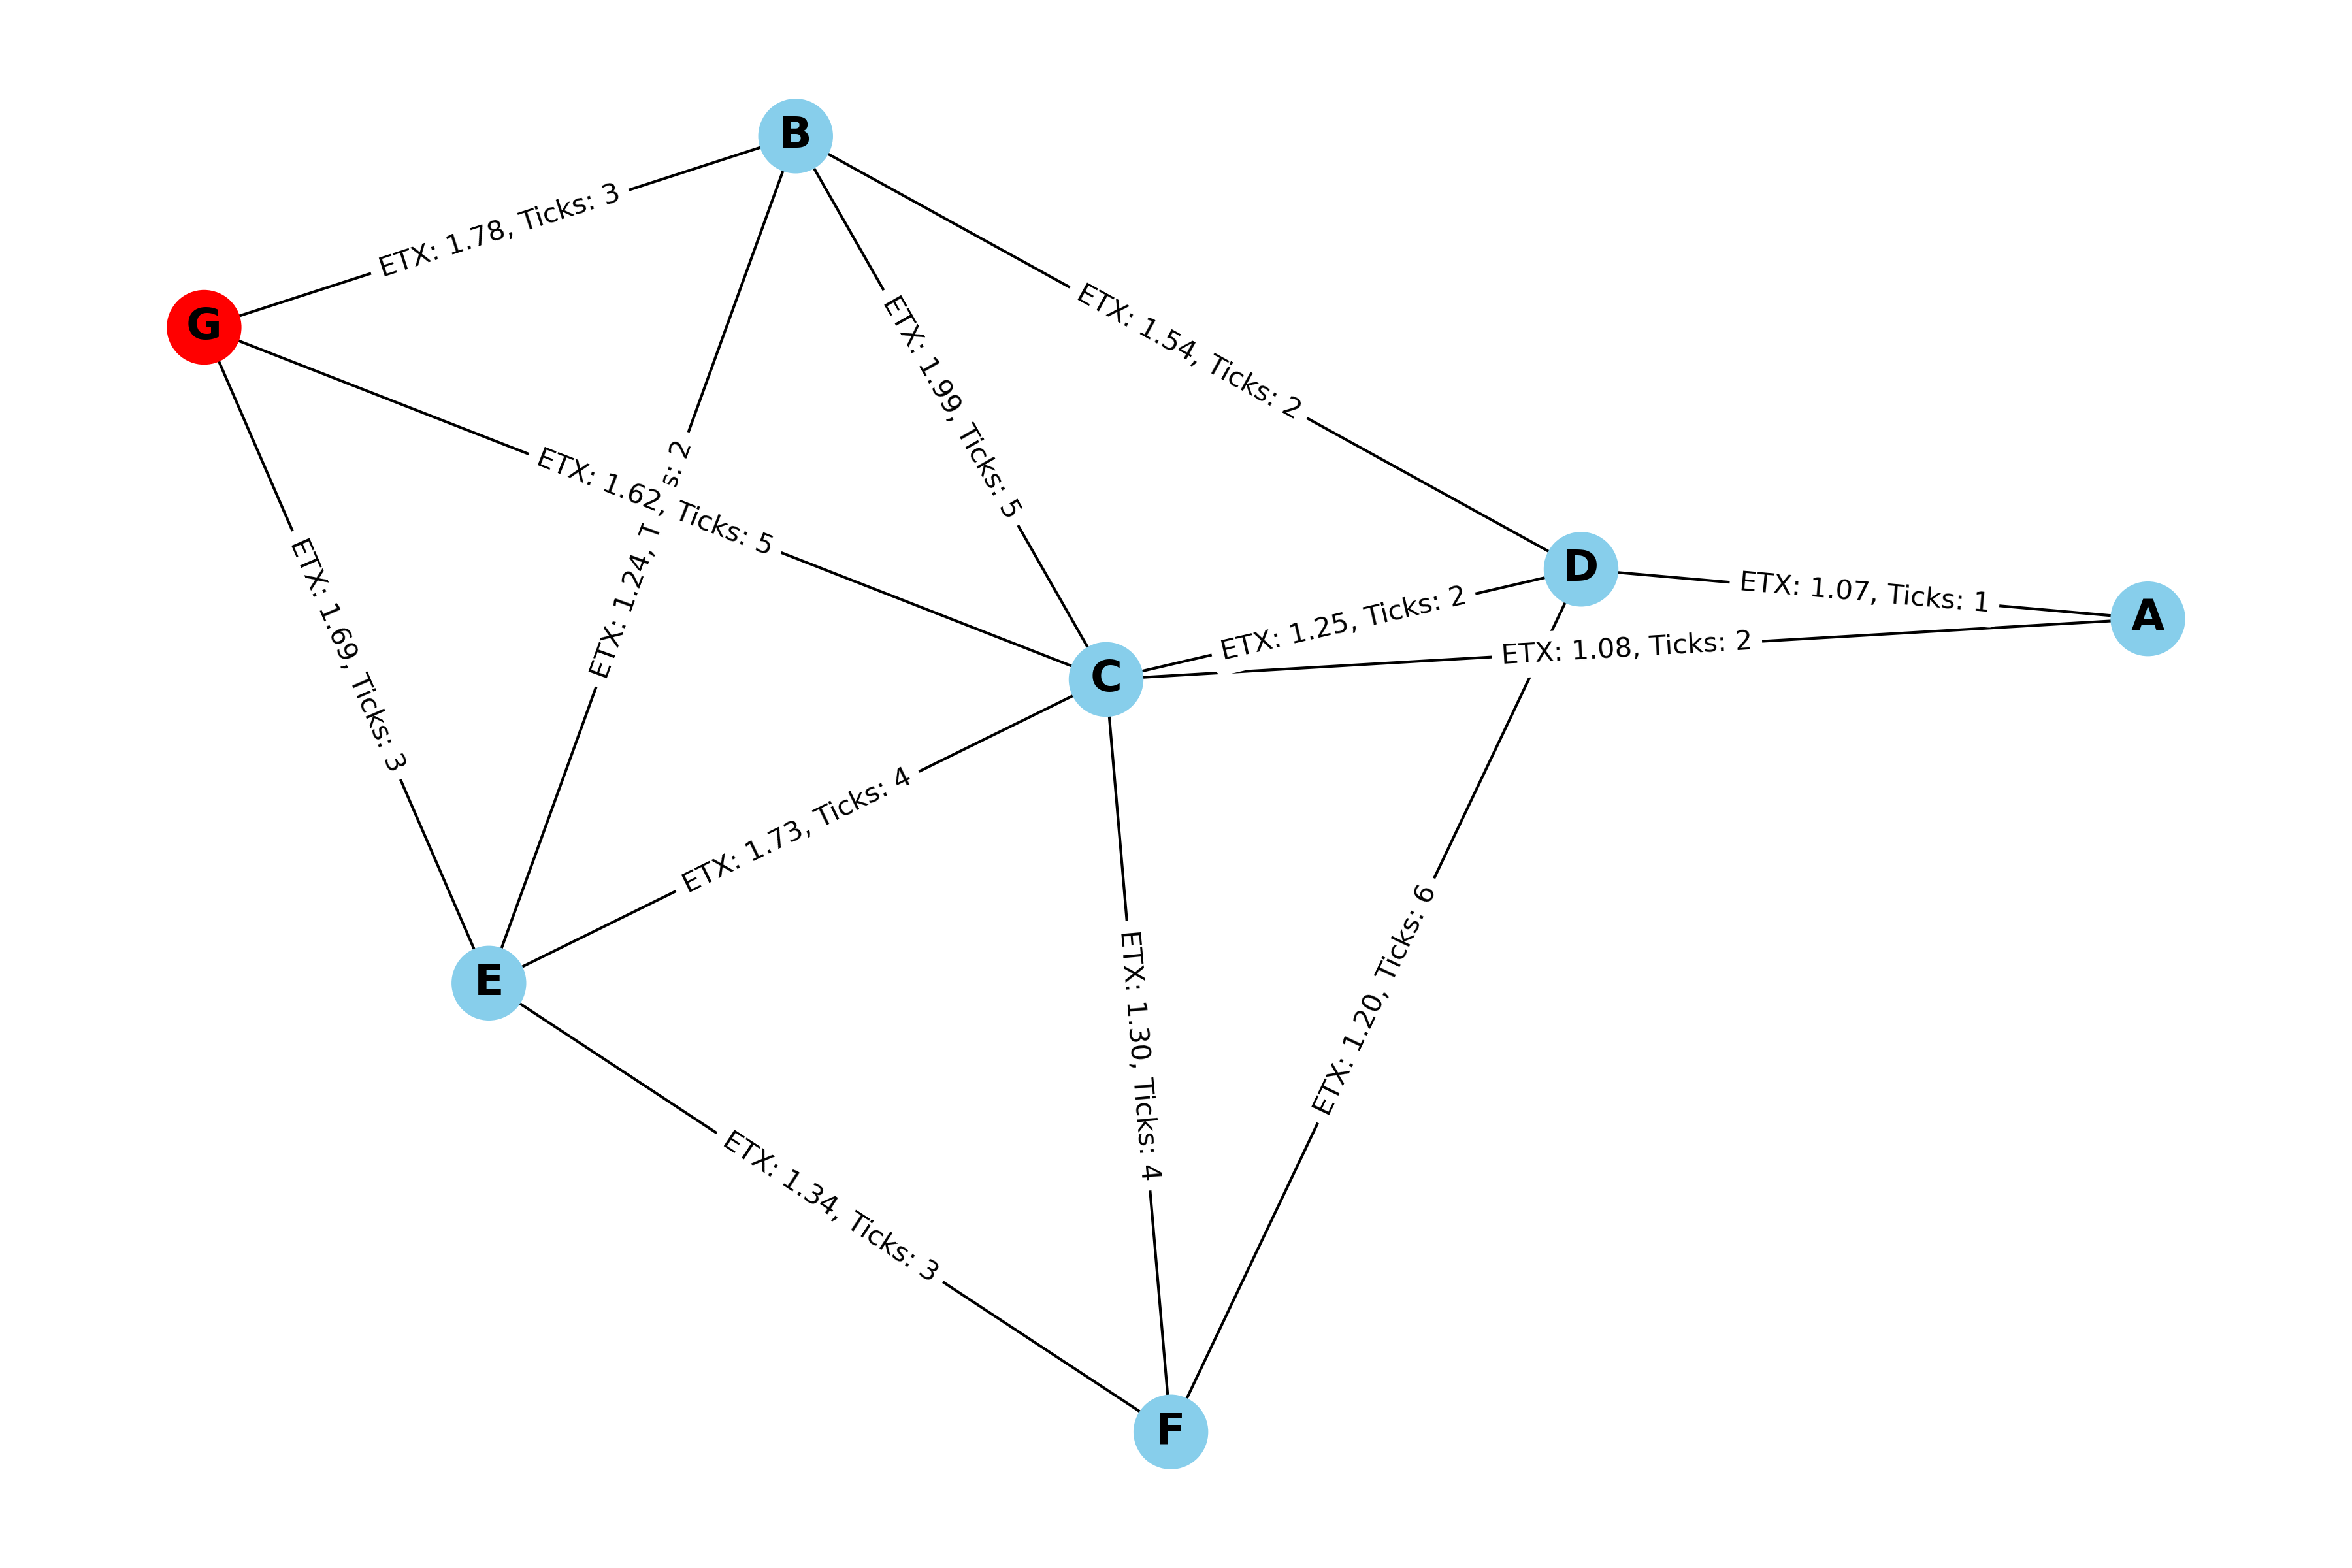 B
ETX: 1.78, Ticks: 3
G
ETX: 1.54, Ticks: 2
ETX: 1.99, Ticks: 5
ETX: 1.62, Ticks: 5
ETX: 1.24, T s: 2
D
ETX: 1.07, Ticks: 1
A
ETX: 1.25, Ticks: 2
ETX: 1.08, Ticks: 2
C
ETX: 1.69, Ticks: 3
ETX: 1.73, Ticks: 4
E
ETX: 1.30, Ticks: 4
ETX: 1.20, Ticks: 6
ETX: 1.34, Ticks: 3
F